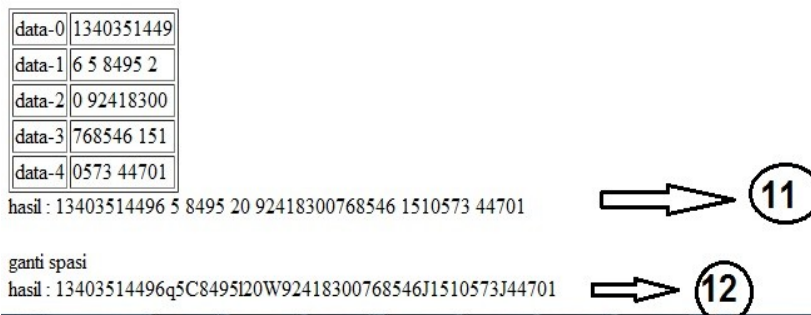 data-0 1340351449
data-1 6 5 8495 2
data-2 0 92418300
data-3 768546 151
data-4 0573 44701
hasil : 13403514496 5 8495 20 92418300768546 1510573 44701
11
ganti spasi
hasil : 13403514496q5C8495l20W92418300768546J1510573J44701
12